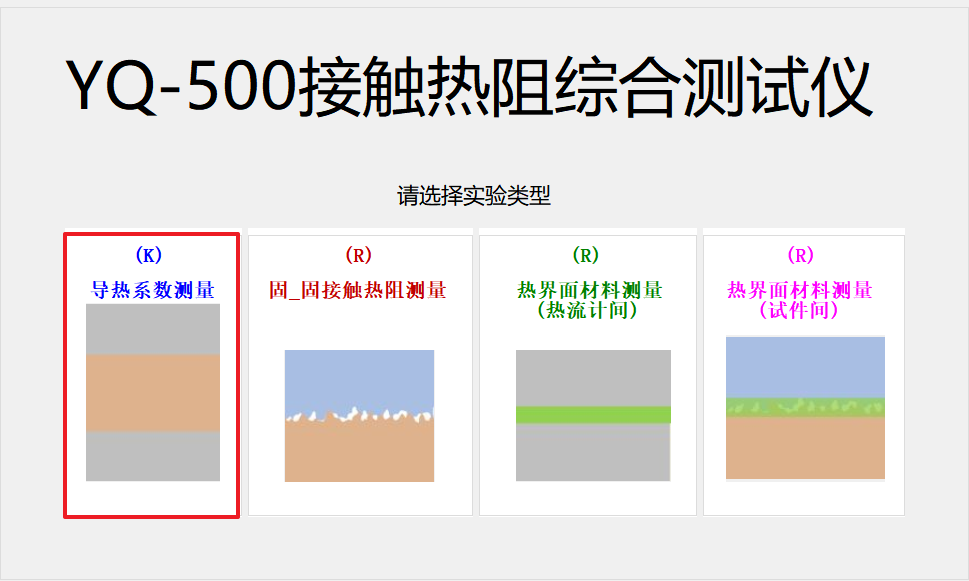 YQ-500接触热阻综合测试仪
请选择实验类型
(K)
导热系数测量
(R)
固_固接触热阻测量
(R)
热界面材料测量
(热流计间)
(R)
热界面材料测量
(试件间)